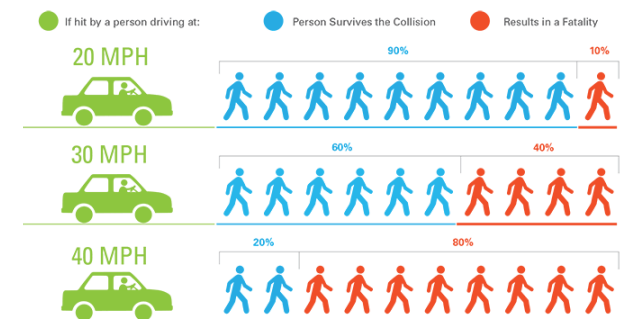 If hit by a person driving at:
Person Survives the Collision
Results in a Fatality
20 MPH
90%
10%
30 MPH
60%
40%
40 MPH
20%
80%